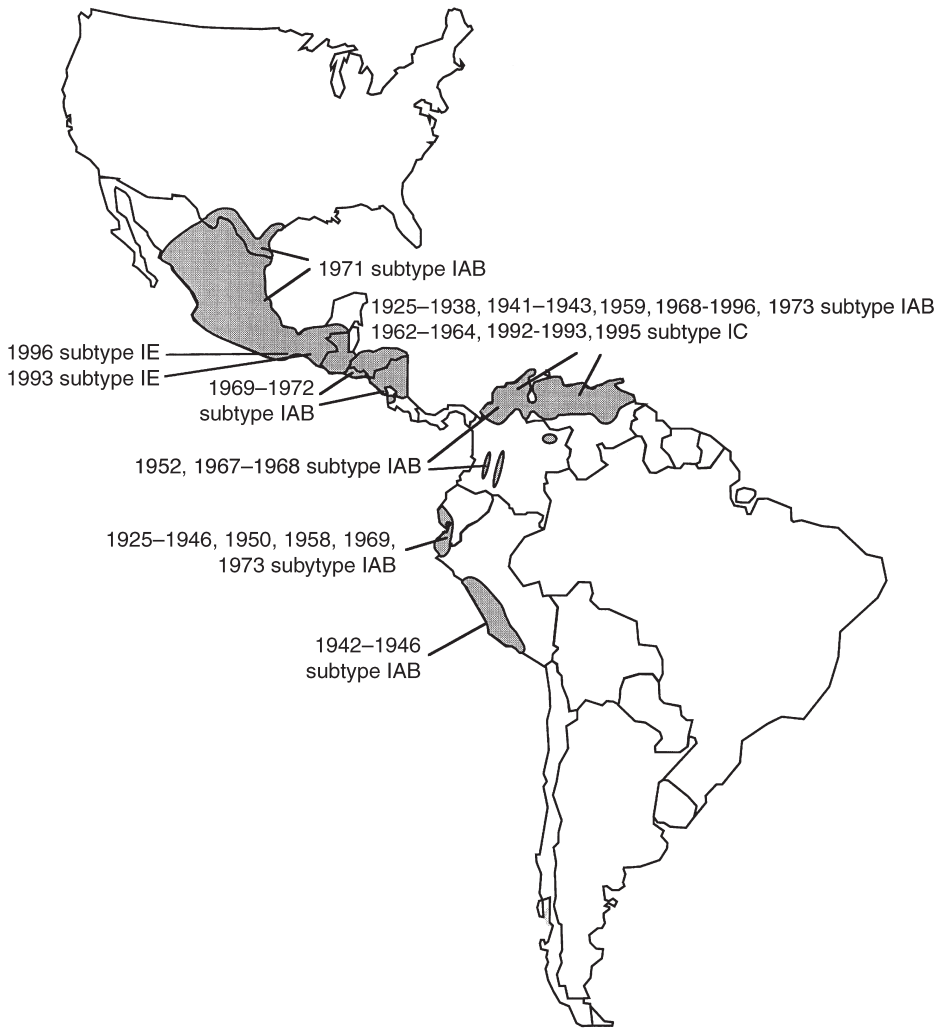 1971 subtype IAB
1925–1938, 1941–1943, 1959, 1968-1996, 1973 subtype IAB
1962–1964, 1992-1993, 1995 subtype IC
1996 subtype IE
1993 subtype IE
1969–1972
subtype IAB
1952, 1967–1968 subtype IAB
1925–1946, 1950, 1958, 1969,
1973 subytype IAB
1942–1946
subtype IAB